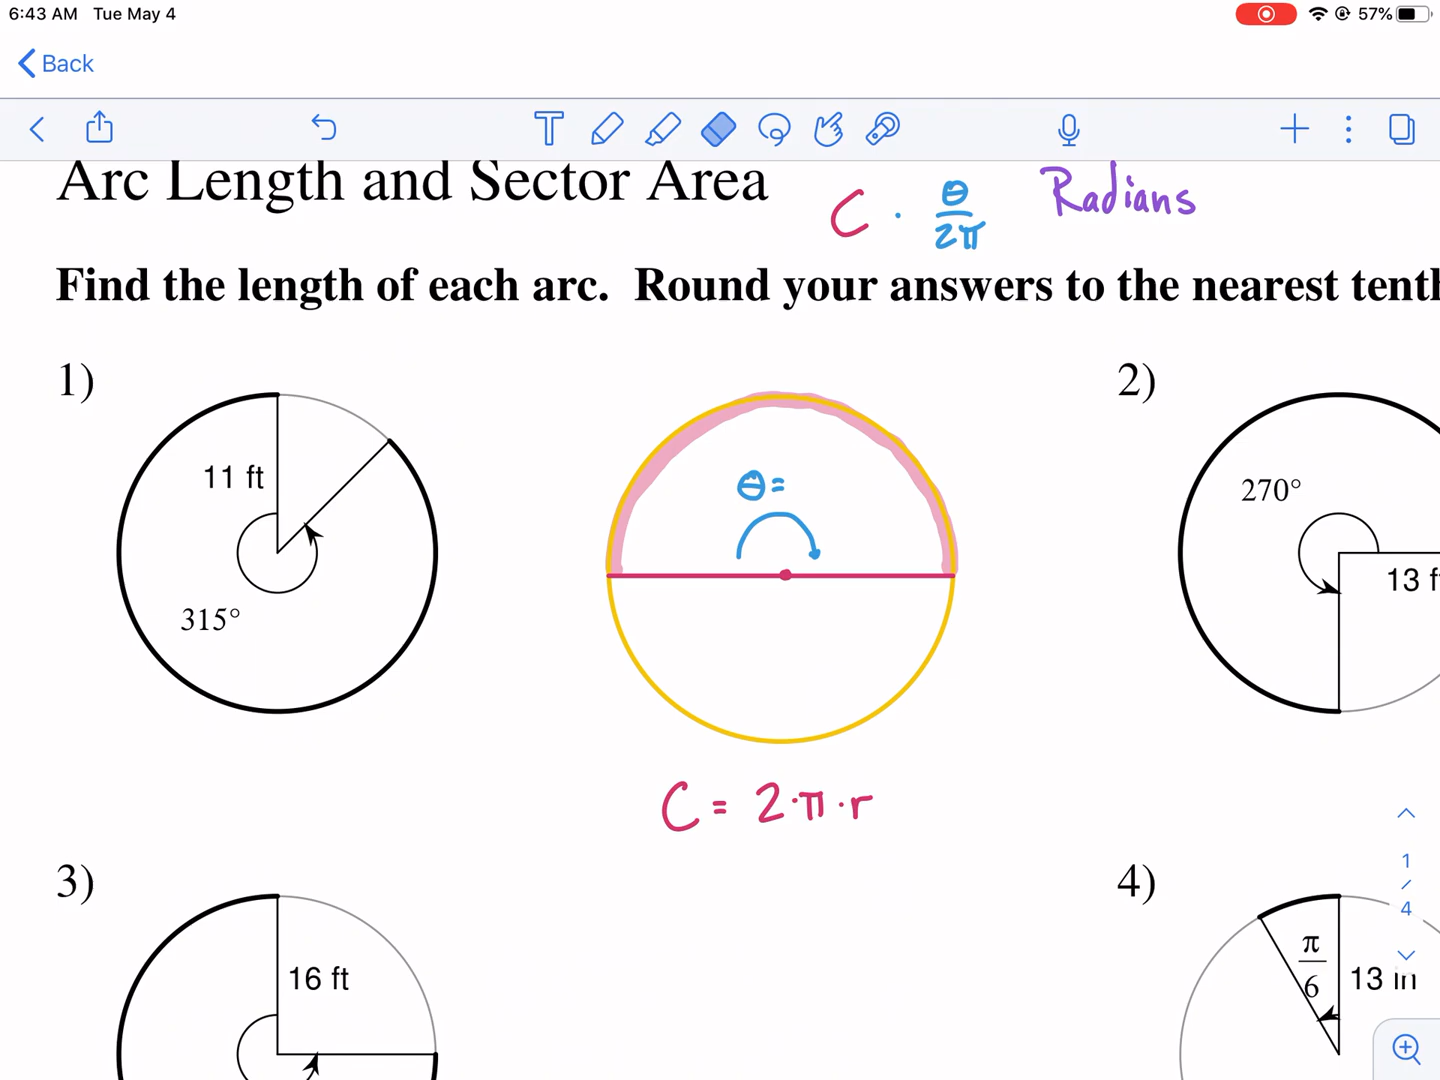 6:43 AM Tue May 4
57%
Back
T
Arc Length and Sector Area
C · θ/2π
Radians
Find the length of each arc. Round your answers to the nearest tenth
1)
11 ft
315°
θ=
2)
270°
13 f
C = 2·π·r
1
/
4
3)
16 ft
4)
π/6
13 in